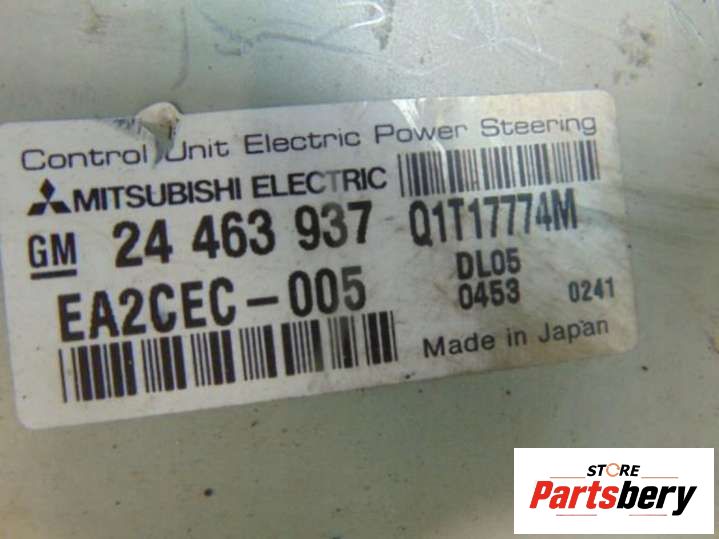 Control Unit Electric Power Steering
MITSUBISHI ELECTRIC
GM 24 463 937 Q1T17774M
EA2CEC-005 DL05
0453 0241
Made in Japan
STORE
Partsbery